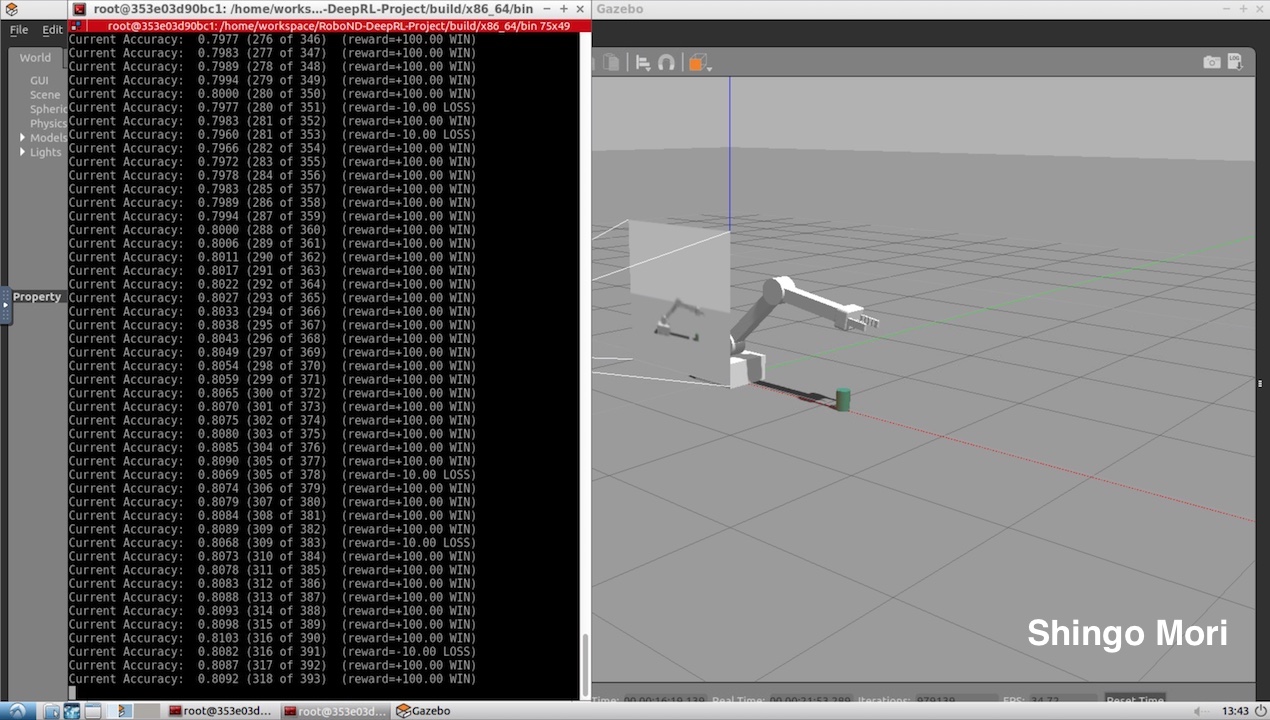 root@353e03d90bc1: /home/works...-DeepRL-Project/build/x86_64/bin
Gazebo
root@353e03d90bc1: /home/workspace/RoboND-DeepRL-Project/build/x86_64/bin 75x49
File Edit
World
GUI
Scene
Spheric
Physics
Models
Lights
Property
Current Accuracy: 0.7977 (276 of 346) (reward=+100.00 WIN)
Current Accuracy: 0.7983 (277 of 347) (reward=+100.00 WIN)
Current Accuracy: 0.7989 (278 of 348) (reward=+100.00 WIN)
Current Accuracy: 0.7994 (279 of 349) (reward=+100.00 WIN)
Current Accuracy: 0.8000 (280 of 350) (reward=+100.00 WIN)
Current Accuracy: 0.7977 (280 of 351) (reward=-10.00 LOSS)
Current Accuracy: 0.7983 (281 of 352) (reward=+100.00 WIN)
Current Accuracy: 0.7960 (281 of 353) (reward=-10.00 LOSS)
Current Accuracy: 0.7966 (282 of 354) (reward=+100.00 WIN)
Current Accuracy: 0.7972 (283 of 355) (reward=+100.00 WIN)
Current Accuracy: 0.7978 (284 of 356) (reward=+100.00 WIN)
Current Accuracy: 0.7983 (285 of 357) (reward=+100.00 WIN)
Current Accuracy: 0.7989 (286 of 358) (reward=+100.00 WIN)
Current Accuracy: 0.7994 (287 of 359) (reward=+100.00 WIN)
Current Accuracy: 0.8000 (288 of 360) (reward=+100.00 WIN)
Current Accuracy: 0.8006 (289 of 361) (reward=+100.00 WIN)
Current Accuracy: 0.8011 (290 of 362) (reward=+100.00 WIN)
Current Accuracy: 0.8017 (291 of 363) (reward=+100.00 WIN)
Current Accuracy: 0.8022 (292 of 364) (reward=+100.00 WIN)
Current Accuracy: 0.8027 (293 of 365) (reward=+100.00 WIN)
Current Accuracy: 0.8033 (294 of 366) (reward=+100.00 WIN)
Current Accuracy: 0.8038 (295 of 367) (reward=+100.00 WIN)
Current Accuracy: 0.8043 (296 of 368) (reward=+100.00 WIN)
Current Accuracy: 0.8049 (297 of 369) (reward=+100.00 WIN)
Current Accuracy: 0.8054 (298 of 370) (reward=+100.00 WIN)
Current Accuracy: 0.8059 (299 of 371) (reward=+100.00 WIN)
Current Accuracy: 0.8065 (300 of 372) (reward=+100.00 WIN)
Current Accuracy: 0.8070 (301 of 373) (reward=+100.00 WIN)
Current Accuracy: 0.8075 (302 of 374) (reward=+100.00 WIN)
Current Accuracy: 0.8080 (303 of 375) (reward=+100.00 WIN)
Current Accuracy: 0.8085 (304 of 376) (reward=+100.00 WIN)
Current Accuracy: 0.8090 (305 of 377) (reward=+100.00 WIN)
Current Accuracy: 0.8069 (305 of 378) (reward=-10.00 LOSS)
Current Accuracy: 0.8074 (306 of 379) (reward=+100.00 WIN)
Current Accuracy: 0.8079 (307 of 380) (reward=+100.00 WIN)
Current Accuracy: 0.8084 (308 of 381) (reward=+100.00 WIN)
Current Accuracy: 0.8089 (309 of 382) (reward=+100.00 WIN)
Current Accuracy: 0.8068 (309 of 383) (reward=-10.00 LOSS)
Current Accuracy: 0.8073 (310 of 384) (reward=+100.00 WIN)
Current Accuracy: 0.8078 (311 of 385) (reward=+100.00 WIN)
Current Accuracy: 0.8083 (312 of 386) (reward=+100.00 WIN)
Current Accuracy: 0.8088 (313 of 387) (reward=+100.00 WIN)
Current Accuracy: 0.8093 (314 of 388) (reward=+100.00 WIN)
Current Accuracy: 0.8098 (315 of 389) (reward=+100.00 WIN)
Current Accuracy: 0.8103 (316 of 390) (reward=+100.00 WIN)
Current Accuracy: 0.8082 (316 of 391) (reward=-10.00 LOSS)
Current Accuracy: 0.8087 (317 of 392) (reward=+100.00 WIN)
Current Accuracy: 0.8092 (318 of 393) (reward=+100.00 WIN)
Shingo Mori
Time: Real Time: Iterations: FPS: Reset Time
root@353e03d... root@353e03d... Gazebo 13:43